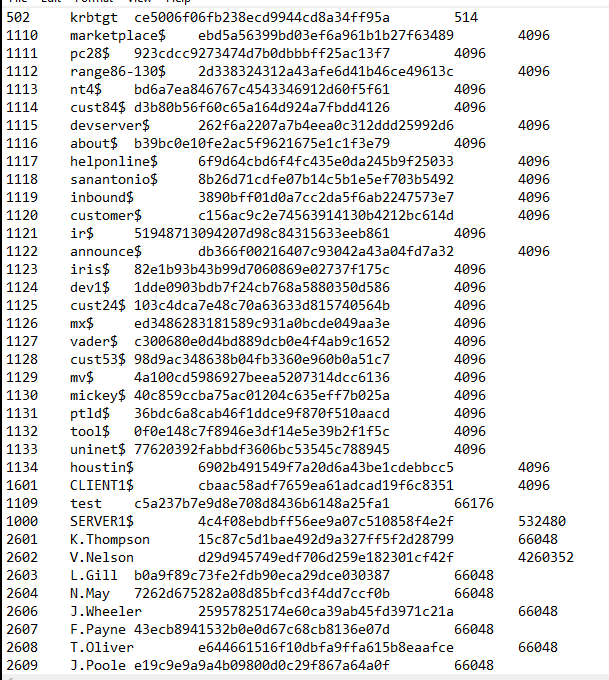 502 krbtgt ce5006f06fb238ecd9944cd8a34ff95a 514
1110 marketplace$ ebd5a56399bd03ef6a961b1b27f63489 4096
1111 pc28$ 923cdcc9273474d7b0dbbbff25ac13f7 4096
1112 range86-130$ 2d338324312a43afe6d41b46ce49613c 4096
1113 nt4$ bd6a7ea846767c4543346912d60f5f61 4096
1114 cust84$ d3b80b56f60c65a164d924a7fbdd4126 4096
1115 devserver$ 262f6a2207a7b4eea0c312ddd25992d6 4096
1116 about$ b39bc0e10fe2ac5f9621675e1c1f3e79 4096
1117 helponline$ 6f9d64cbd6f4fc435e0da245b9f25033 4096
1118 sanantonio$ 8b26d71cdfe07b14c5b1e5ef703b5492 4096
1119 inbound$ 3890bff01d0a7cc2da5f6ab2247573e7 4096
1120 customer$ c156ac9c2e74563914130b4212bc614d 4096
1121 ir$ 51948713094207d98c84315633eeb861 4096
1122 announce$ db366f00216407c93042a43a04fd7a32 4096
1123 iris$ 82e1b93b43b99d7060869e02737f175c 4096
1124 dev1$ 1dde0903bdb7f24cb768a5880350d586 4096
1125 cust24$ 103c4dca7e48c70a63633d815740564b 4096
1126 mx$ ed3486283181589c931a0bcde049aa3e 4096
1127 vader$ c300680e0d4bd889dcb0e4f4ab9c1652 4096
1128 cust53$ 98d9ac348638b04fb3360e960b0a51c7 4096
1129 mv$ 4a100cd5986927beea5207314dcc6136 4096
1130 mickey$ 40c859ccba75ac01204c635eff7b025a 4096
1131 ptld$ 36bdc6a8cab46f1ddce9f870f510aacd 4096
1132 tool$ 0f0e148c7f8946e3df14e5e39b2f1f5c 4096
1133 uninet$ 77620392fabbdf3606bc53545c788945 4096
1134 houstin$ 6902b491549f7a20d6a43be1cdebbcc5 4096
1601 CLIENT1$ cbaac58adf7659ea61adcad19f6c8351 4096
1109 test c5a237b7e9d8e708d8436b6148a25fa1 66176
1000 SERVER1$ 4c4f08ebdbff56ee9a07c510858f4e2f 532480
2601 K.Thompson 15c87c5d1bae492d9a327ff5f2d28799 66048
2602 V.Nelson d29d945749edf706d259e182301cf42f 4260352
2603 L.Gill b0a9f89c73fe2fdb90eca29dce030387 66048
2604 N.May 7262d675282a08d85bfcd3f4dd7ccf0b 66048
2606 J.Wheeler 25957825174e60ca39ab45fd3971c21a 66048
2607 F.Payne 43ecb8941532b0e0d67c68cb8136e07d 66048
2608 T.Oliver e644661516f10dbfa9ffa615b8eaafce 66048
2609 J.Poole e19c9e9a9a4b09800d0c29f867a64a0f 66048